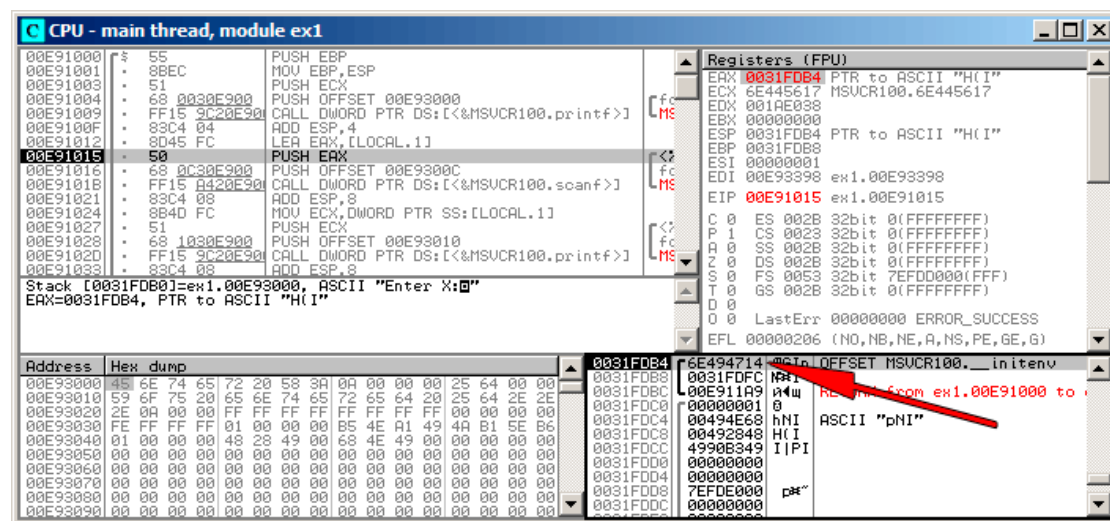 C CPU - main thread, module ex1
00E91000 $ 55 PUSH EBP
00E91001 . 8BEC MOV EBP,ESP
00E91003 . 51 PUSH ECX
00E91004 . 68 0030E900 PUSH OFFSET 00E93000
00E91009 . FF15 9C20E90 CALL DWORD PTR DS:[<&MSVCR100.printf>]
00E9100F . 83C4 04 ADD ESP,4
00E91012 . 8D45 FC LEA EAX,[LOCAL.1]
00E91015 . 50 PUSH EAX
00E91016 . 68 0C30E900 PUSH OFFSET 00E9300C
00E9101B . FF15 A420E90 CALL DWORD PTR DS:[<&MSVCR100.scanf>]
00E91021 . 83C4 08 ADD ESP,8
00E91024 . 8B4D FC MOV ECX,DWORD PTR SS:[LOCAL.1]
00E91027 . 51 PUSH ECX
00E91028 . 68 1030E900 PUSH OFFSET 00E93010
00E9102D . FF15 9C20E90 CALL DWORD PTR DS:[<&MSVCR100.printf>]
00E91033 . 83C4 08 ADD ESP,8
Stack [0031FDB0]=ex1.00E93000, ASCII "Enter X:"
EAX=0031FDB4, PTR to ASCII "H(I"
Registers (FPU)
EAX 0031FDB4 PTR to ASCII "H(I"
ECX 6E445617 MSVCR100.6E445617
EDX 001AE038
EBX 00000000
ESP 0031FDB4 PTR to ASCII "H(I"
EBP 0031FDB8
ESI 00000001
EDI 00E93398 ex1.00E93398
EIP 00E91015 ex1.00E91015
C 0 ES 002B 32bit 0(FFFFFFFF)
P 1 CS 0023 32bit 0(FFFFFFFF)
A 0 SS 002B 32bit 0(FFFFFFFF)
Z 0 DS 002B 32bit 0(FFFFFFFF)
S 0 FS 0053 32bit 7EFDD000(FFF)
T 0 GS 002B 32bit 0(FFFFFFFF)
D 0
O 0 LastErr 00000000 ERROR_SUCCESS
EFL 00000206 (NO,NB,NE,A,NS,PE,GE,G)
Address Hex dump
00E93000 45 6E 74 65 72 20 58 3A 0A 00 00 00 25 64 00 00
00E93010 59 6F 75 20 65 6E 74 65 72 65 64 20 25 64 2E 2E
00E93020 2E 0A 00 00 FF FF FF FF FF FF FF FF 00 00 00 00
00E93030 FE FF FF FF 01 00 00 00 B5 4E A1 49 4A B1 5E B6
00E93040 01 00 00 00 48 28 49 00 68 4E 49 00 00 00 00 00
00E93050 00 00 00 00 00 00 00 00 00 00 00 00 00 00 00 00
00E93060 00 00 00 00 00 00 00 00 00 00 00 00 00 00 00 00
00E93070 00 00 00 00 00 00 00 00 00 00 00 00 00 00 00 00
00E93080 00 00 00 00 00 00 00 00 00 00 00 00 00 00 00 00
00E93090 00 00 00 00 00 00 00 00 00 00 00 00 00 00 00 00
0031FDB4 6E494714 OFFSET MSVCR100.__initenv
0031FDB8 0031FDFC
0031FDBC 00E911A9 from ex1.00E91000 to
0031FDC0 00000001
0031FDC4 00494E68 hNI ASCII "pNI"
0031FDC8 00492848 H(I
0031FDCC 4990B349 I|PI
0031FDD0 00000000
0031FDD4 00000000
0031FDD8 7EFDE000
0031FDDC 00000000